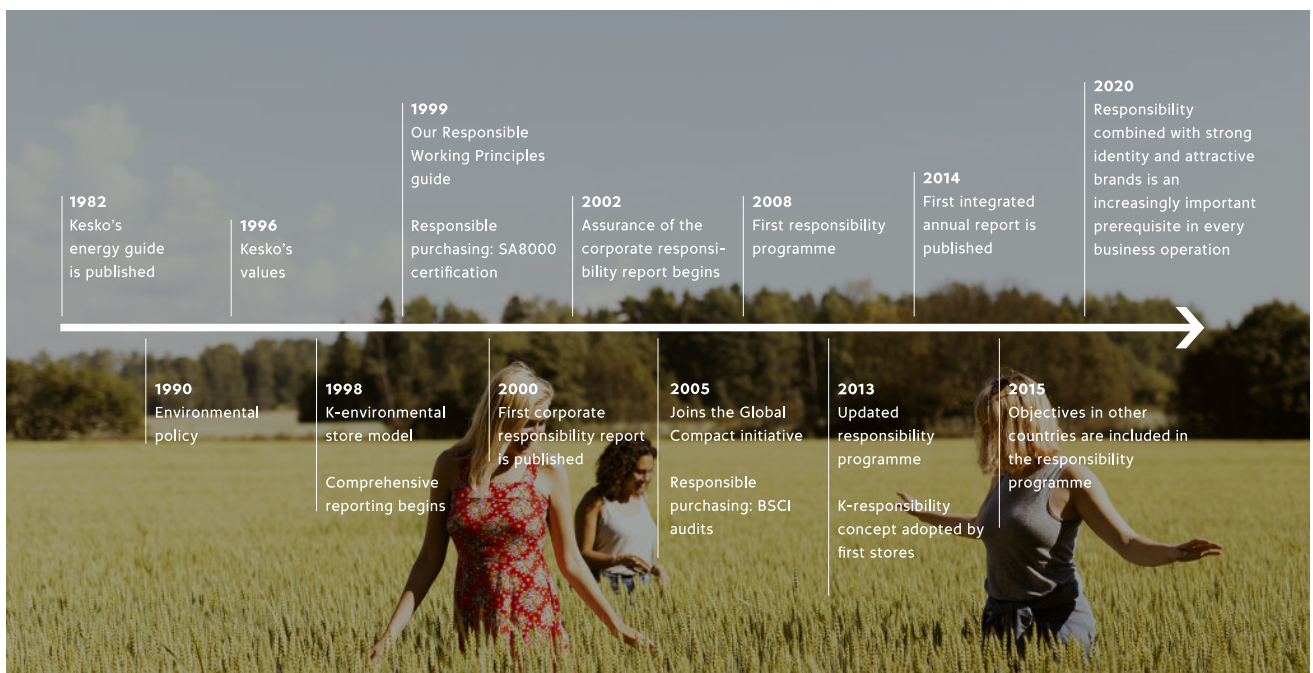 1982
Kesko's
energy guide
is published
1990
Environmental
policy
1996
Kesko's
values
1998
K-environmental
store model
Comprehensive
reporting begins
1999
Our Responsible
Working Principles
guide
Responsible
purchasing: SA8000
certification
2000
First corporate
responsibility report
is published
2002
Assurance of the
corporate responsi-
bility report begins
2005
Joins the Global
Compact initiative
Responsible
purchasing: BSCI
audits
2008
First responsibility
programme
2013
Updated
responsibility
programme
K-responsibility
concept adopted by
first stores
2014
First integrated
annual report is
published
2015
Objectives in other
countries are included in
the responsibility
programme
2020
Responsibility
combined with strong
identity and attractive
brands is an
increasingly important
prerequisite in every
business operation